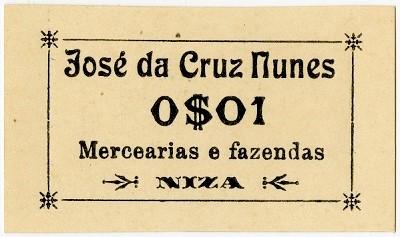 José da Cruz Nunes
0$01
Mercearias e fazendas
NIZA